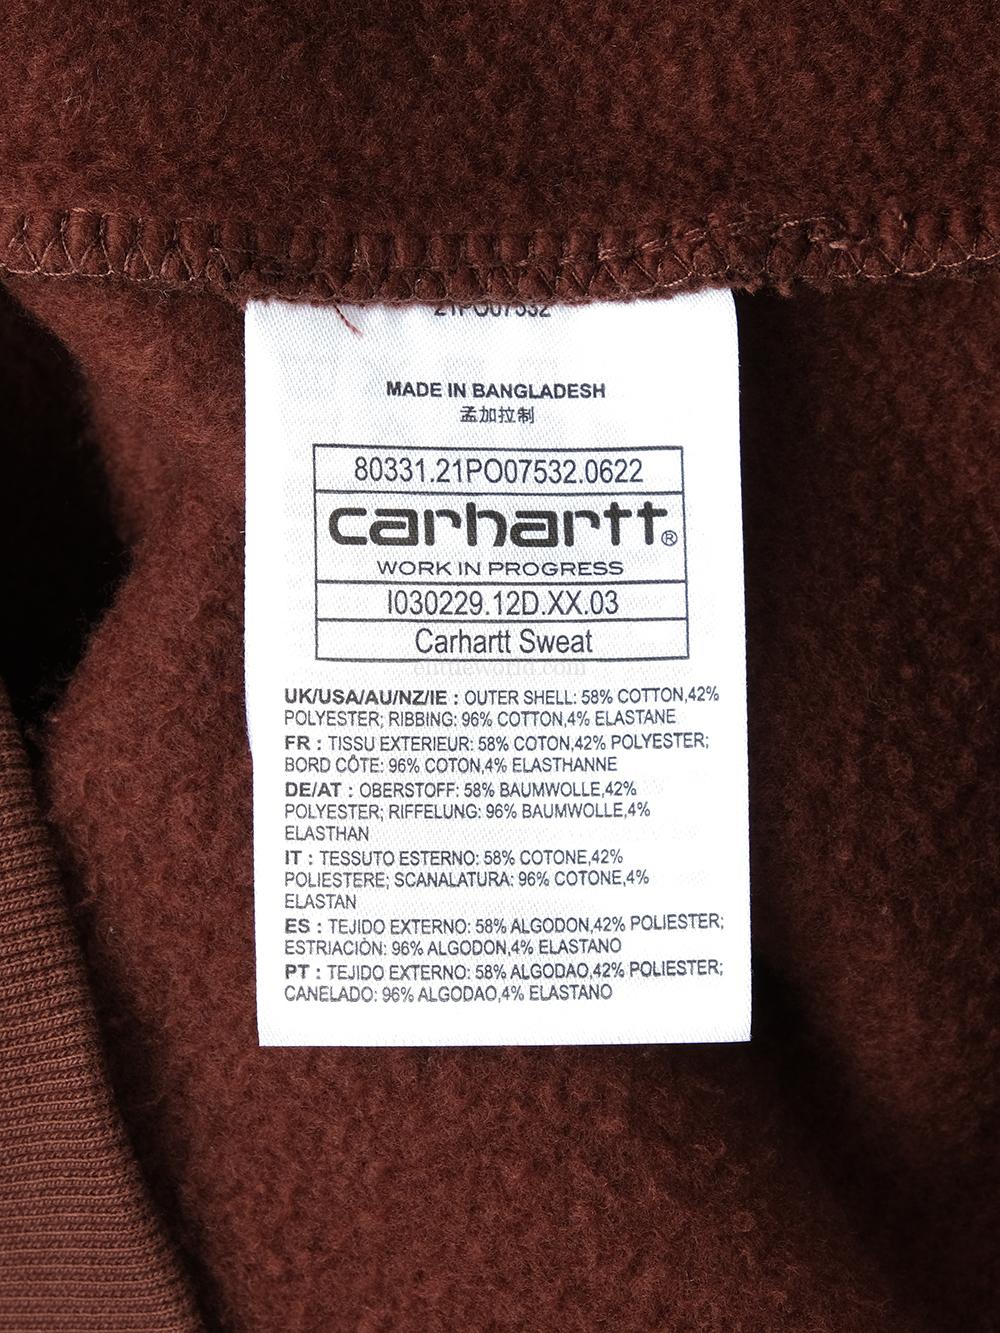 21PO07532
MADE IN BANGLADESH
孟加拉制
80331.21PO07532.0622
carhartt®
WORK IN PROGRESS
I030229.12D.XX.03
Carhartt Sweat
UK/USA/AU/NZ/IE : OUTER SHELL: 58% COTTON,42%
POLYESTER; RIBBING: 96% COTTON,4% ELASTANE
FR : TISSU EXTERIEUR: 58% COTON,42% POLYESTER;
BORD CÔTE: 96% COTON,4% ELASTHANNE
DE/AT : OBERSTOFF: 58% BAUMWOLLE,42%
POLYESTER; RIFFELUNG: 96% BAUMWOLLE,4%
ELASTHAN
IT : TESSUTO ESTERNO: 58% COTONE,42%
POLIESTERE; SCANALATURA: 96% COTONE,4%
ELASTAN
ES : TEJIDO EXTERNO: 58% ALGODON,42% POLIESTER;
ESTRIACIÒN: 96% ALGODON,4% ELASTANO
PT : TEJIDO EXTERNO: 58% ALGODAO,42% POLIESTER;
CANELADO: 96% ALGODAO,4% ELASTANO